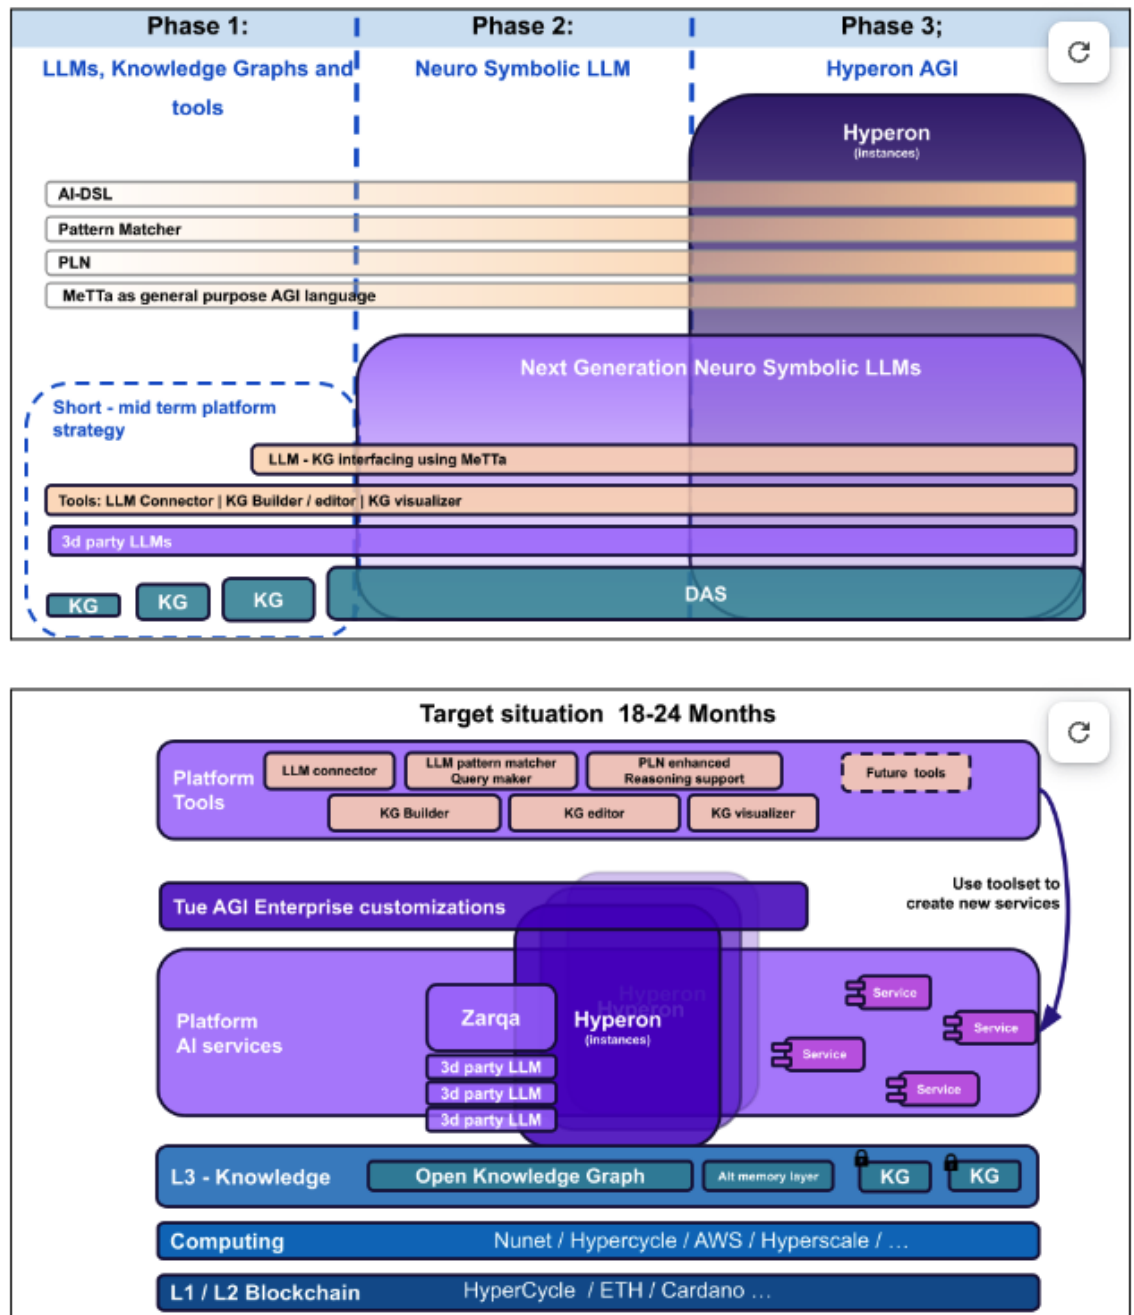 Phase 1:
Phase 2:
Phase 3;
LLMs, Knowledge Graphs and
tools
Neuro Symbolic LLM
Hyperon AGI
Hyperon
(instances)
AI-DSL
Pattern Matcher
PLN
MeTTa as general purpose AGI language
Next Generation Neuro Symbolic LLMs
Short - mid term platform
strategy
LLM - KG interfacing using MeTTa
Tools: LLM Connector | KG Builder / editor | KG visualizer
3d party LLMs
KG
KG
KG
DAS
Target situation 18-24 Months
Platform
Tools
LLM connector
LLM pattern matcher
Query maker
PLN enhanced
Reasoning support
Future tools
KG Builder
KG editor
KG visualizer
Use toolset to
create new services
Tue AGI Enterprise customizations
Platform
AI services
Zarqa
3d party LLM
3d party LLM
3d party LLM
Hyperon
Hyperon
Hyperon
(instances)
Service
Service
Service
Service
L3 - Knowledge
Open Knowledge Graph
Alt memory layer
KG
KG
Computing
Nunet / Hypercycle / AWS / Hyperscale / ...
L1 / L2 Blockchain
HyperCycle / ETH / Cardano ...